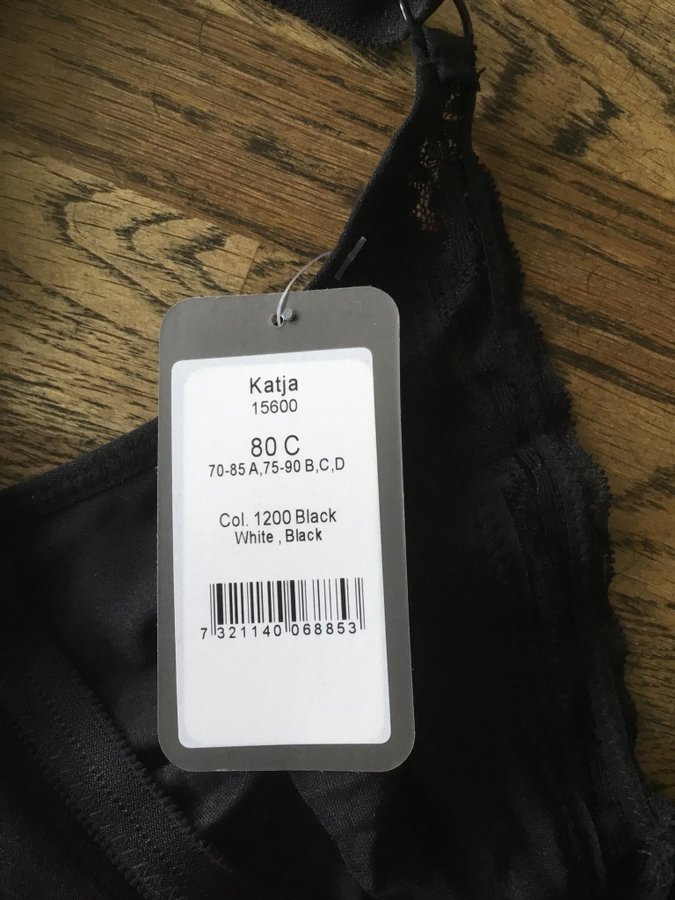 Katja
15600
80 C
70-85 A,75-90 B,C,D
Col. 1200 Black
White , Black
7 321140 068853